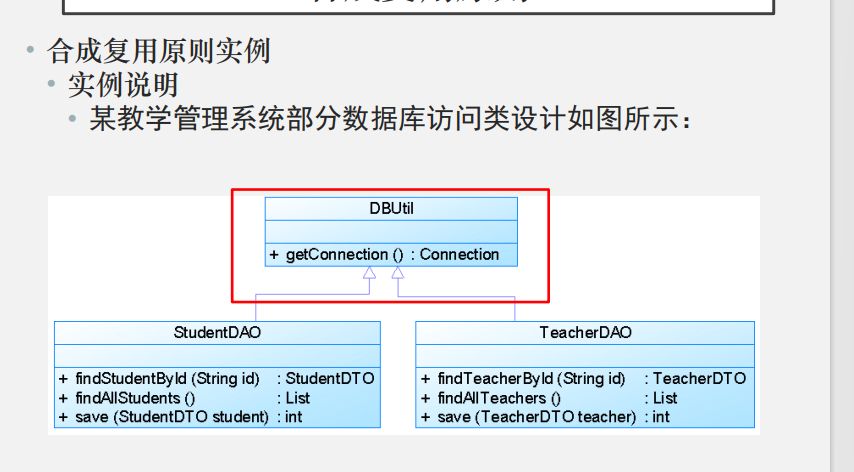 合成复用原则实例
实例说明
某教学管理系统部分数据库访问类设计如图所示：
DBUtil
+ getConnection () : Connection
StudentDAO
+ findStudentById (String id) : StudentDTO
+ findAllStudents () : List
+ save (StudentDTO student) : int
TeacherDAO
+ findTeacherById (String id) : TeacherDTO
+ findAllTeachers () : List
+ save (TeacherDTO teacher) : int